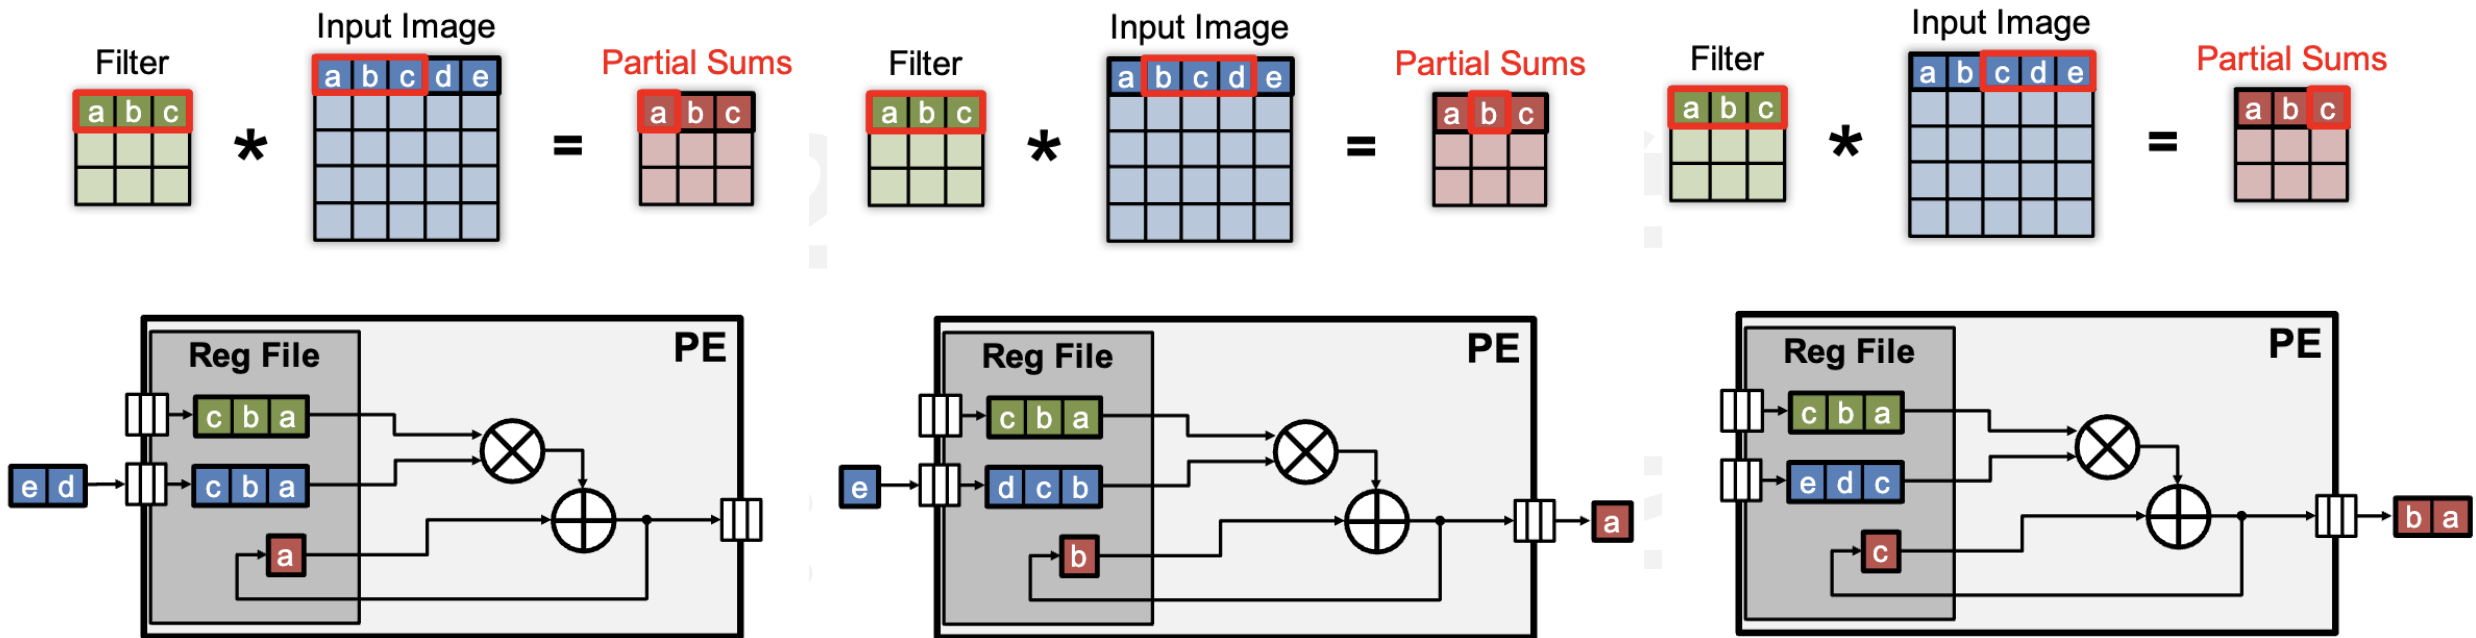 Input Image
Filter
Partial Sums
a b c d e
a b c
a b c
*
=
Reg File
PE
c b a
e d
c b a
a
Input Image
Filter
Partial Sums
a b c d e
a b c
a b c
*
=
Reg File
PE
c b a
e
d c b
a
b
Input Image
Filter
Partial Sums
a b c d e
a b c
a b c
*
=
Reg File
PE
c b a
e d c
b a
c